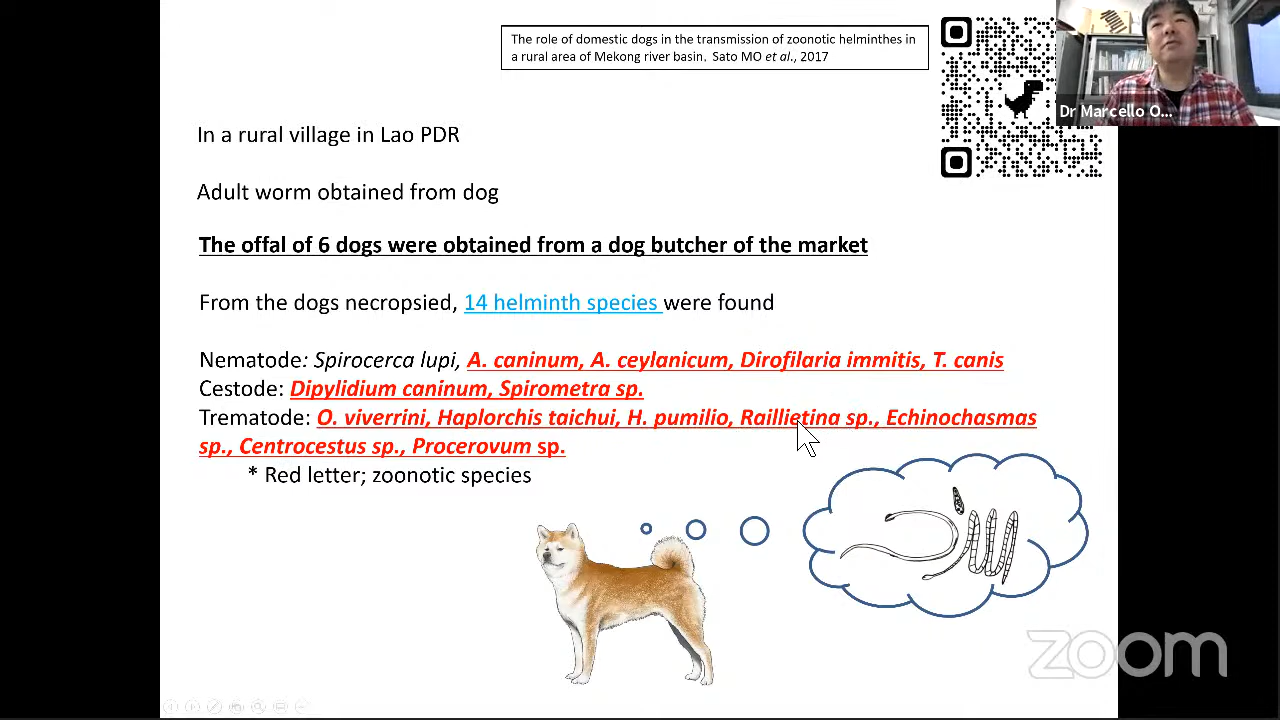 The role of domestic dogs in the transmission of zoonotic helminthes in
a rural area of Mekong river basin.  Sato MO et al., 2017
Dr Marcello O...
In a rural village in Lao PDR
Adult worm obtained from dog
The offal of 6 dogs were obtained from a dog butcher of the market
From the dogs necropsied, 14 helminth species were found
Nematode: Spirocerca lupi, A. caninum, A. ceylanicum, Dirofilaria immitis, T. canis
Cestode: Dipylidium caninum, Spirometra sp.
Trematode: O. viverrini, Haplorchis taichui, H. pumilio, Raillietina sp., Echinochasmas
sp., Centrocestus sp., Procerovum sp.
* Red letter; zoonotic species
zoom